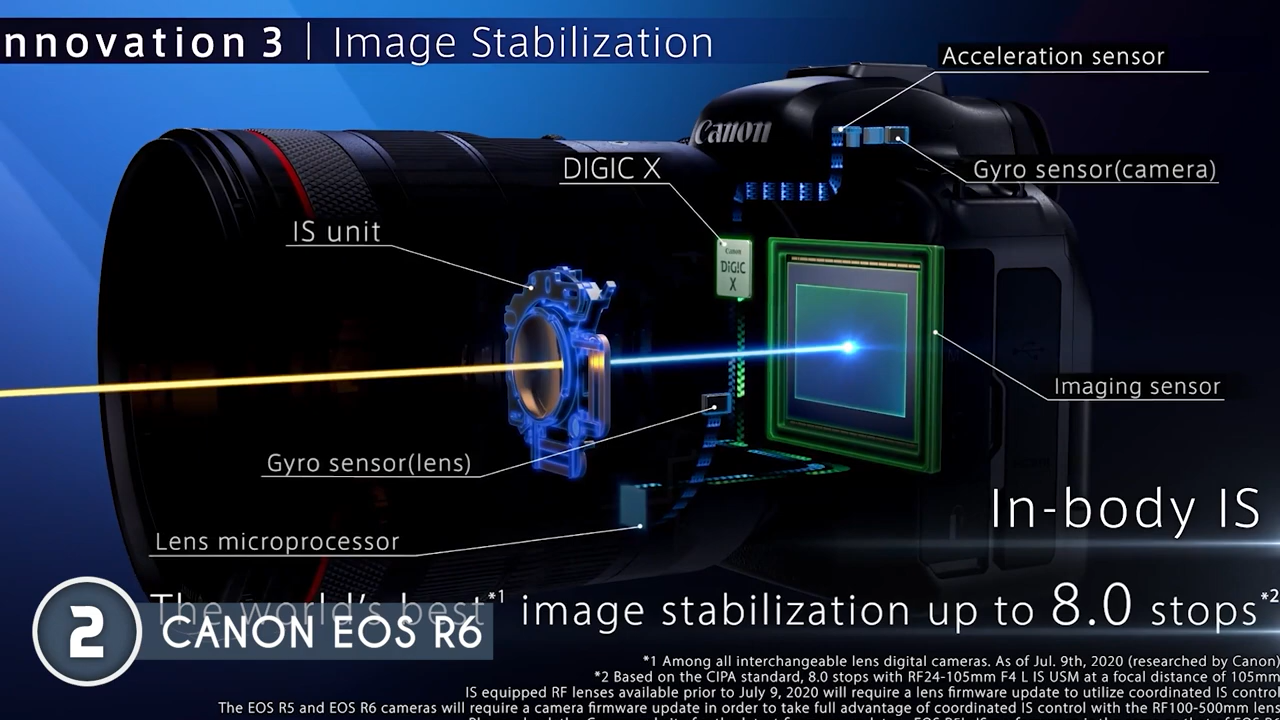 nnovation 3 | Image Stabilization
Acceleration sensor
Canon
DIGIC X
Gyro sensor(camera)
IS unit
Canon
DIGIC
X
Imaging sensor
Gyro sensor(lens)
In-body IS
Lens microprocessor
The world's best*1 image stabilization up to 8.0 stops*2
2 CANON EOS R6
*1 Among all interchangeable lens digital cameras. As of Jul. 9th, 2020 (researched by Canon)
*2 Based on the CIPA standard, 8.0 stops with RF24-105mm F4 L IS USM at a focal distance of 105mm
IS equipped RF lenses available prior to July 9, 2020 will require a lens firmware update to utilize coordinated IS control
The EOS R5 and EOS R6 cameras will require a camera firmware update in order to take full advantage of coordinated IS control with the RF100-500mm lens